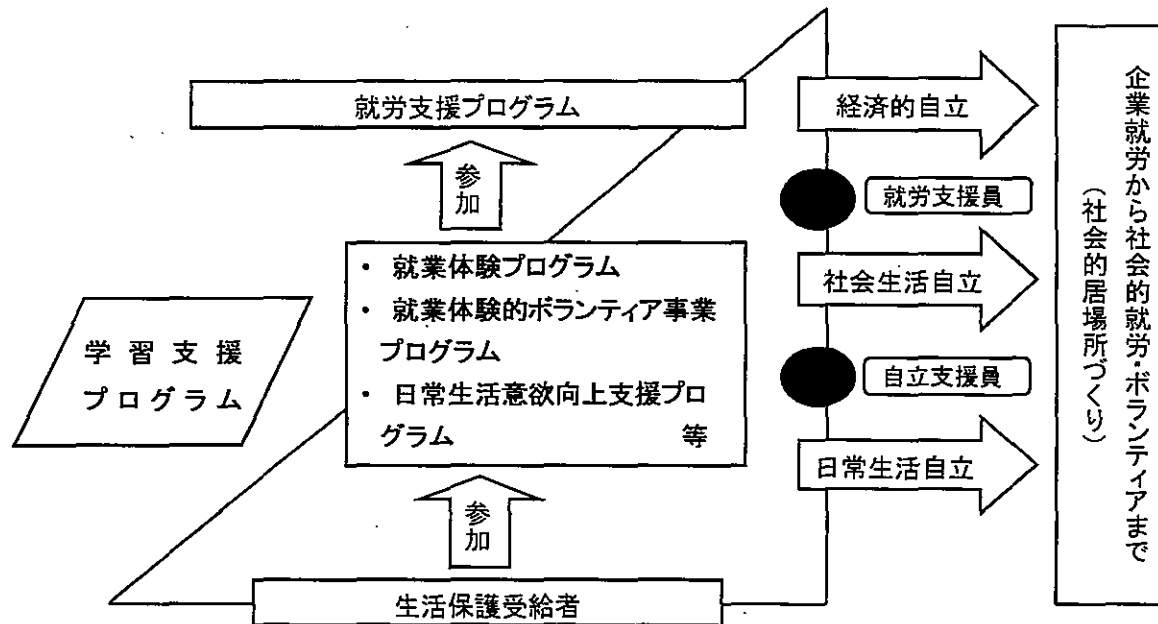 就労支援プログラム
参加
・ 就業体験プログラム
・ 就業体験的ボランティア事業
プログラム
・ 日常生活意欲向上支援プロ
グラム 等
参加
生活保護受給者
学習支援
プログラム
経済的自立
就労支援員
社会生活自立
自立支援員
日常生活自立
企業就労から社会的就労・ボランティアまで
（社会的居場所づくり）